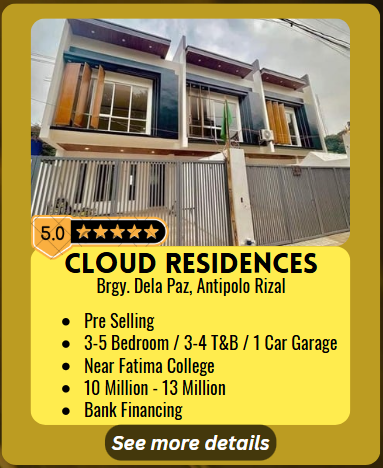 5.0
CLOUD RESIDENCES
Brgy. Dela Paz, Antipolo Rizal
• Pre Selling
• 3-5 Bedroom / 3-4 T&B / 1 Car Garage
• Near Fatima College
• 10 Million - 13 Million
• Bank Financing
See more details